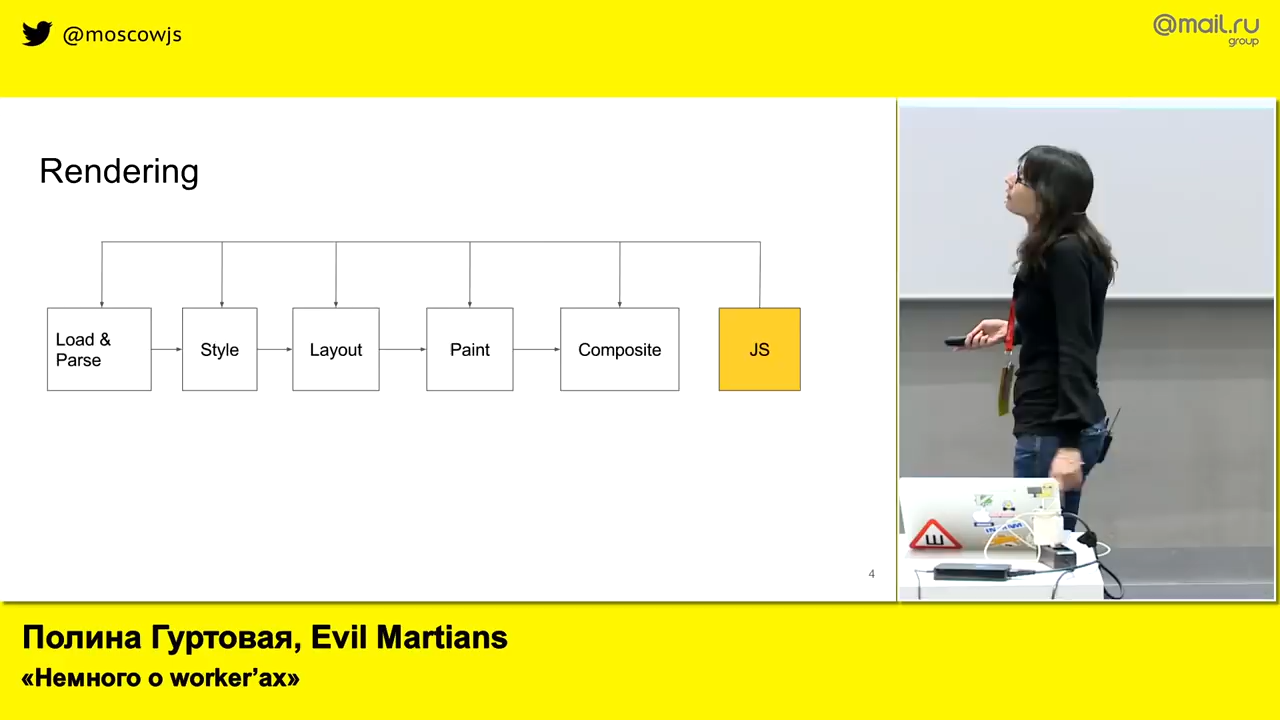 @moscowjs
@mail.ru
group
Rendering
Load &
Parse
Style
Layout
Paint
Composite
JS
4
Ш
Полина Гуртовая, Evil Martians
«Немного о worker’ах»